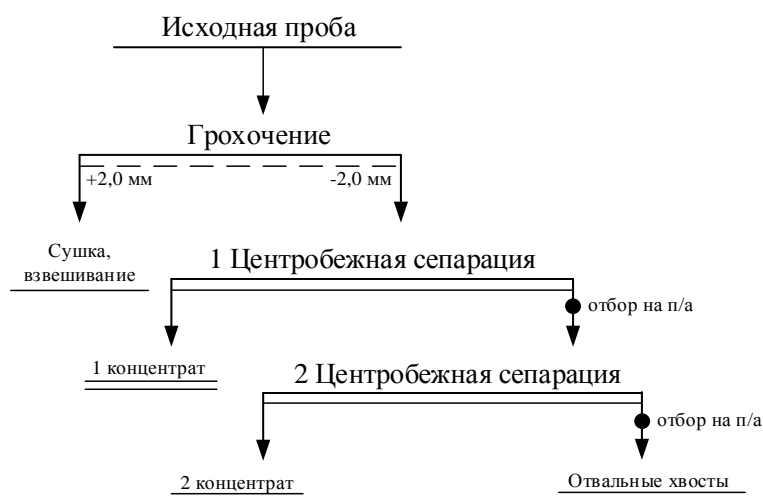 Исходная проба
Грохочение
+2,0 мм
-2,0 мм
Сушка,
взвешивание
1 Центробежная сепарация
отбор на п/а
1 концентрат
2 Центробежная сепарация
отбор на п/а
2 концентрат
Отвальные хвосты